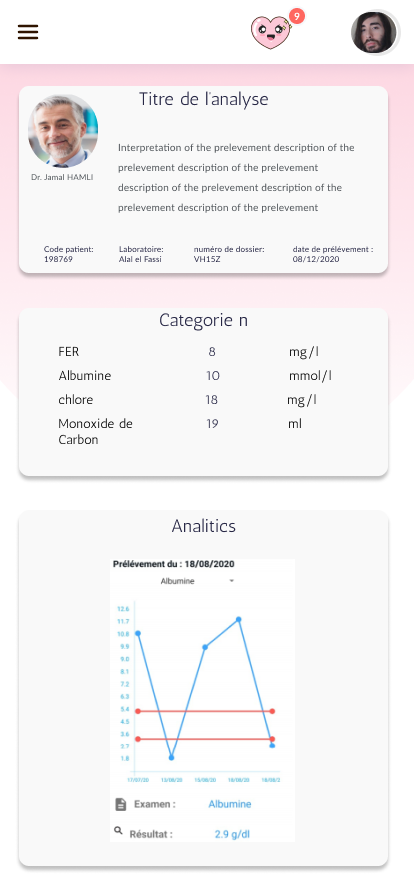 9
Titre de l'analyse
Interpretation of the prelevement description of the
prelevement description of the prelevement
description of the prelevement description of the
prelevement description of the prelevement
Dr. Jamal HAMLI
Code patient: Laboratoire: numéro de dossier: date de prélévement :
198769 Alal el Fassi VH15Z 08/12/2020
Categorie n
FER 8 mg/l
Albumine 10 mmol/l
chlore 18 mg/l
Monoxide de 19 ml
Carbon
Analitics
Prélévement du : 18/08/2020
Albumine
12.6
11.7
10.8
9.9
9.0
8.1
7.2
6.3
5.4
4.5
3.6
2.7
1.8
17/07/20 13/08/20 15/08/20 18/08/20 18/08/2
Examen : Albumine
Résultat : 2.9 g/dl